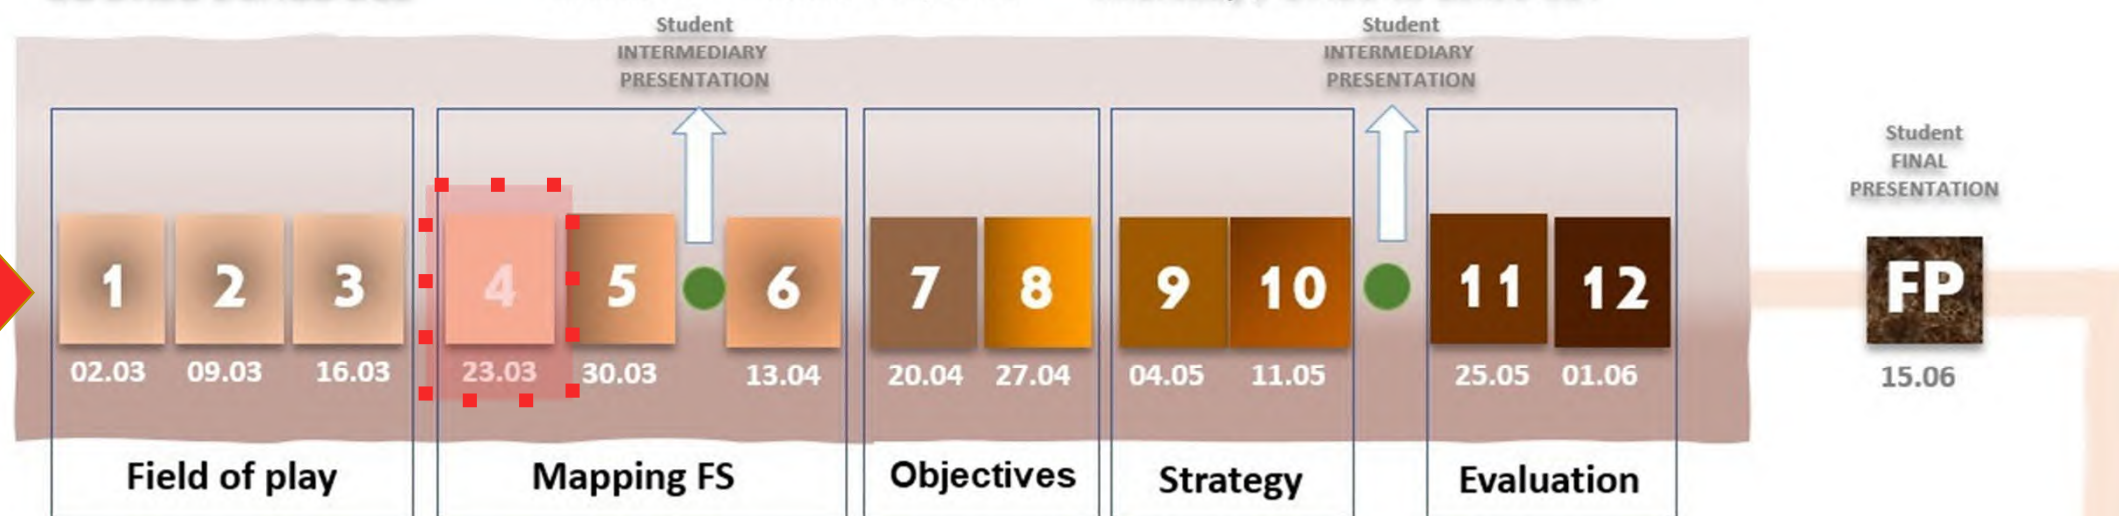 Student
INTERMEDIARY
PRESENTATION
Student
INTERMEDIARY
PRESENTATION
Student
FINAL
PRESENTATION
1 2 3 4 5 6 7 8 9 10 11 12 FP
02.03 09.03 16.03 23.03 30.03 13.04 20.04 27.04 04.05 11.05 25.05 01.06 15.06
Field of play Mapping FS Objectives Strategy Evaluation